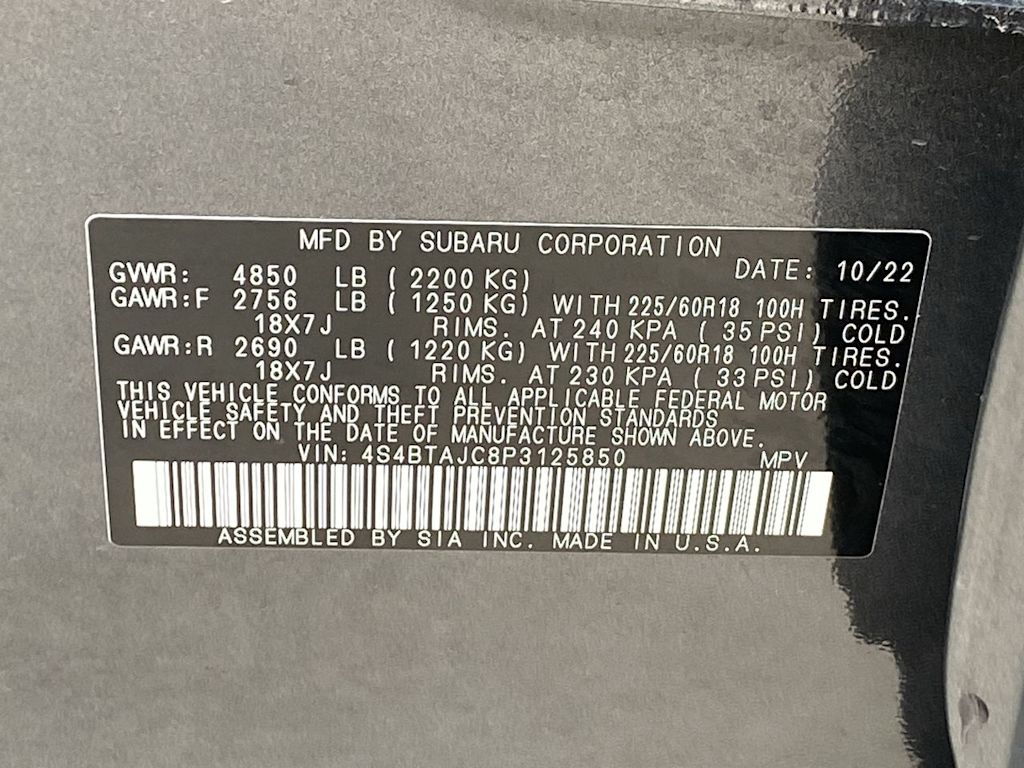 MFD BY SUBARU CORPORATION
DATE: 10/22
GVWR: 4850 LB ( 2200 KG)
GAWR:F 2756 LB ( 1250 KG) WITH 225/60R18 100H TIRES.
18X7J RIMS. AT 240 KPA ( 35 PSI) COLD
GAWR:R 2690 LB ( 1220 KG) WITH 225/60R18 100H TIRES.
18X7J RIMS. AT 230 KPA ( 33 PSI) COLD
THIS VEHICLE CONFORMS TO ALL APPLICABLE FEDERAL MOTOR
VEHICLE SAFETY AND THEFT PREVENTION STANDARDS
IN EFFECT ON THE DATE OF MANUFACTURE SHOWN ABOVE.
VIN: 4S4BTAJC8P3125850 MPV
ASSEMBLED BY SIA INC. MADE IN U.S.A.